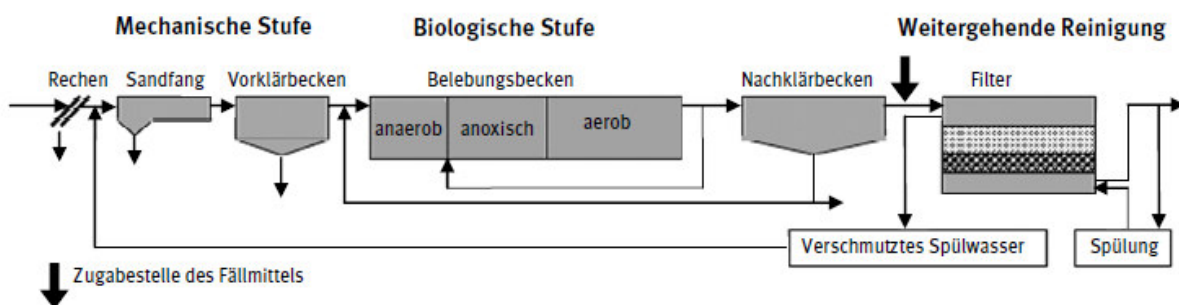 Mechanische Stufe
Biologische Stufe
Weitergehende Reinigung
Rechen
Sandfang
Vorklärbecken
Belebungsbecken
Nachklärbecken
Filter
anaerob
anoxisch
aerob
Verschmutztes Spülwasser
Spülung
Zugabestelle des Fällmittels